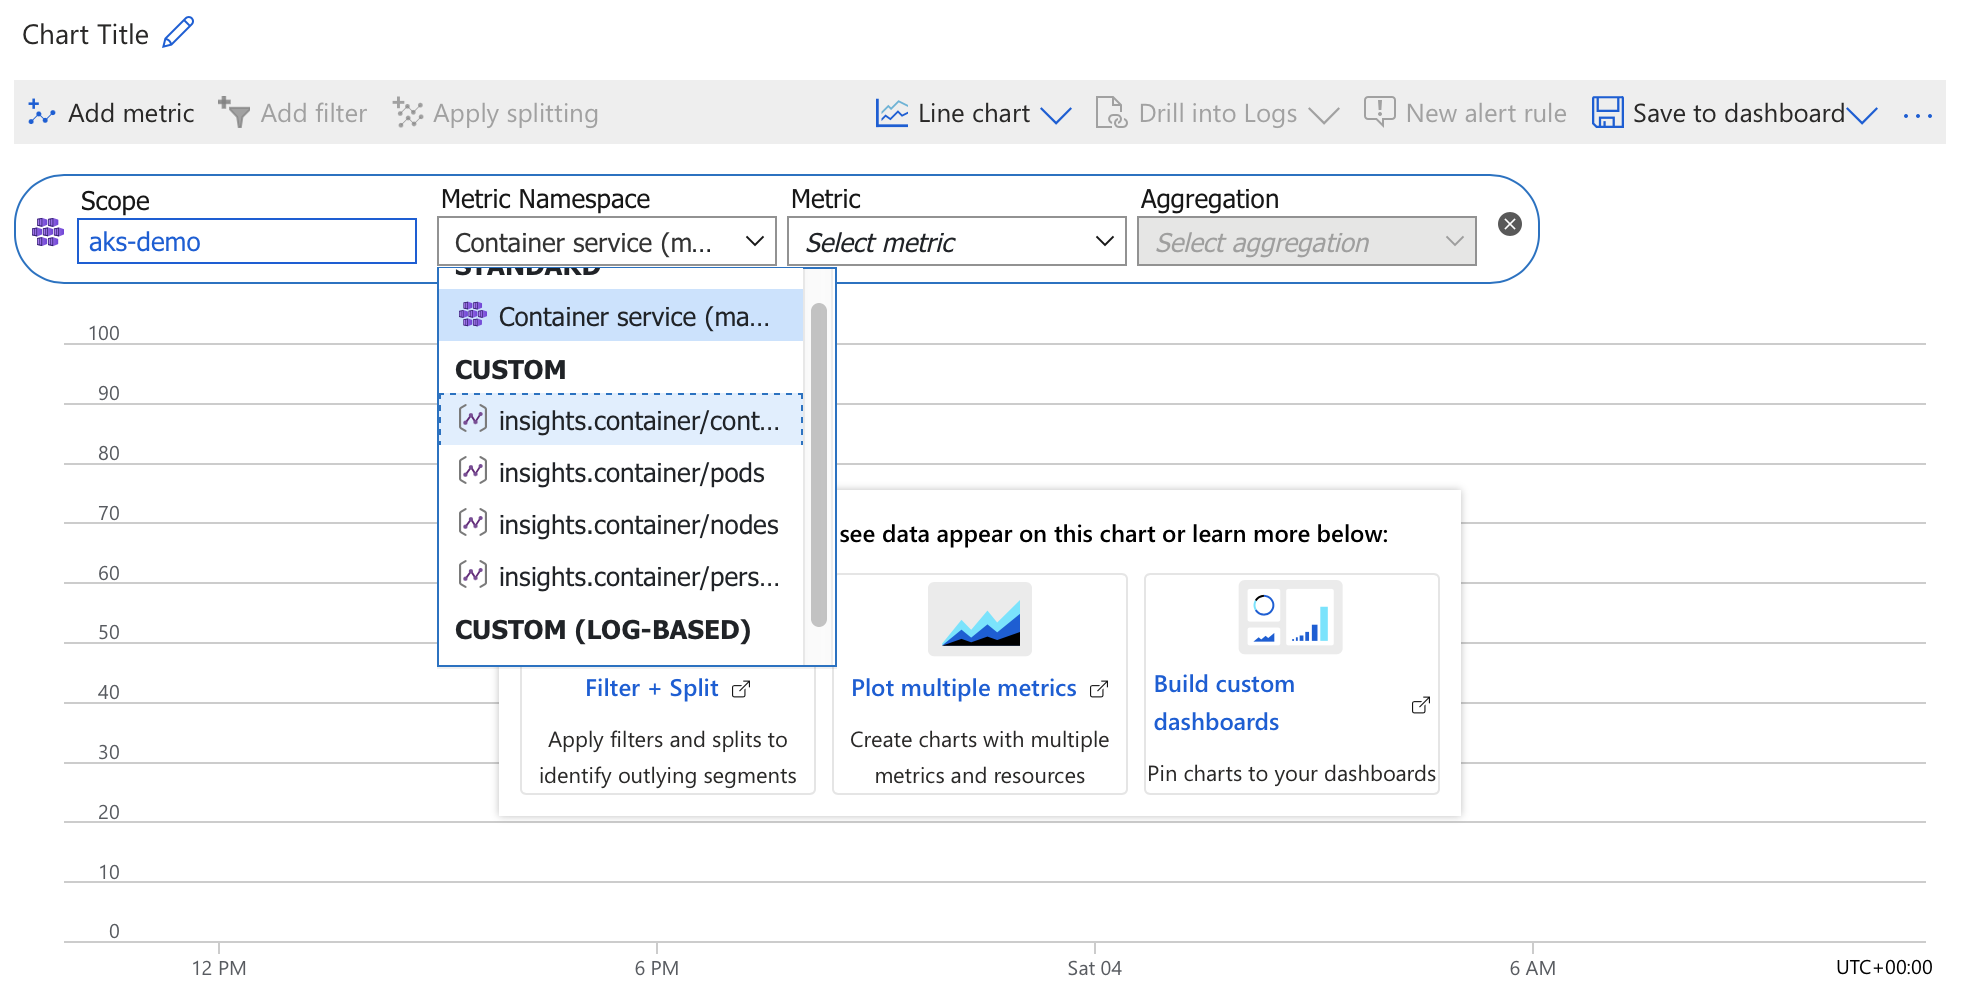 Chart Title
Add metric Add filter Apply splitting Line chart Drill into Logs New alert rule Save to dashboard ...
Scope Metric Namespace Metric Aggregation
aks-demo Container service (m... Select metric Select aggregation
STANDARD
Container service (ma...
CUSTOM
insights.container/cont...
insights.container/pods
insights.container/nodes
insights.container/pers...
CUSTOM (LOG-BASED)
see data appear on this chart or learn more below:
Filter + Split
Apply filters and splits to
identify outlying segments
Plot multiple metrics
Create charts with multiple
metrics and resources
Build custom
dashboards
Pin charts to your dashboards
100
90
80
70
60
50
40
30
20
10
0
12 PM 6 PM Sat 04 6 AM UTC+00:00